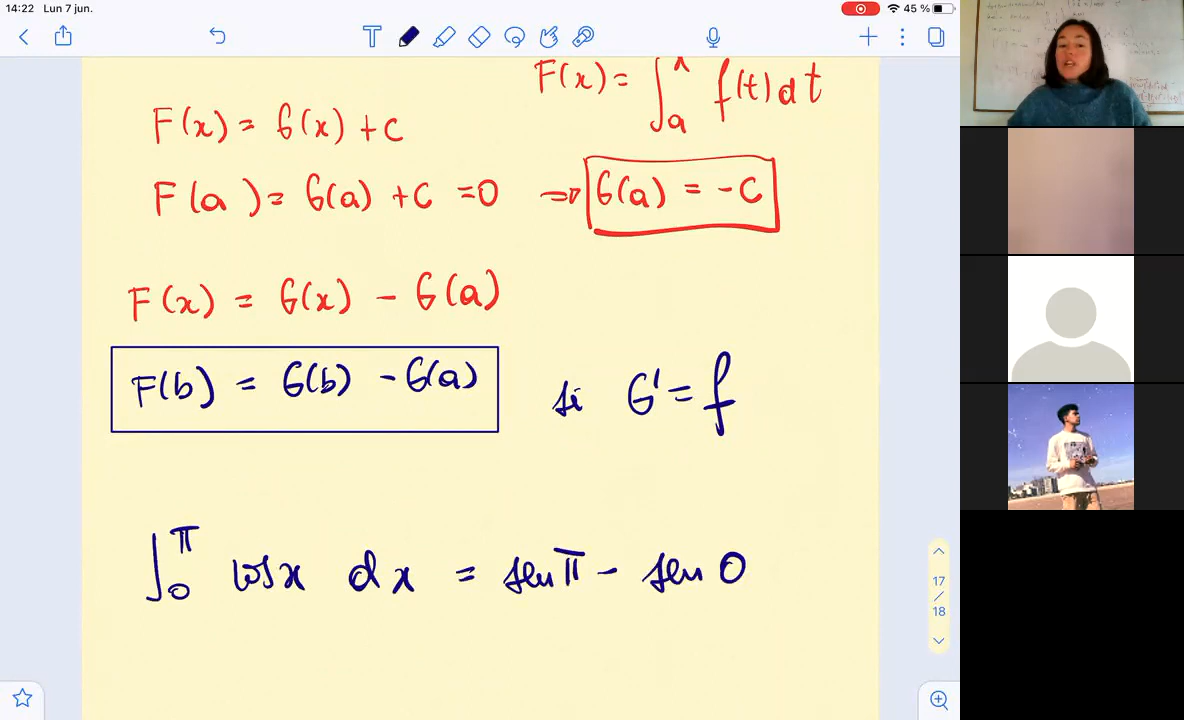 14:22 Lun 7 jun.
45 %
F(x) = ∫ₐˣ f(t) dt
F(x) = G(x) + C
F(a) = G(a) + C = 0 ⇒ G(a) = - C
F(x) = G(x) - G(a)
F(b) = G(b) - G(a) si G' = f
∫₀^π cos x dx = sen π - sen 0
17
/
18